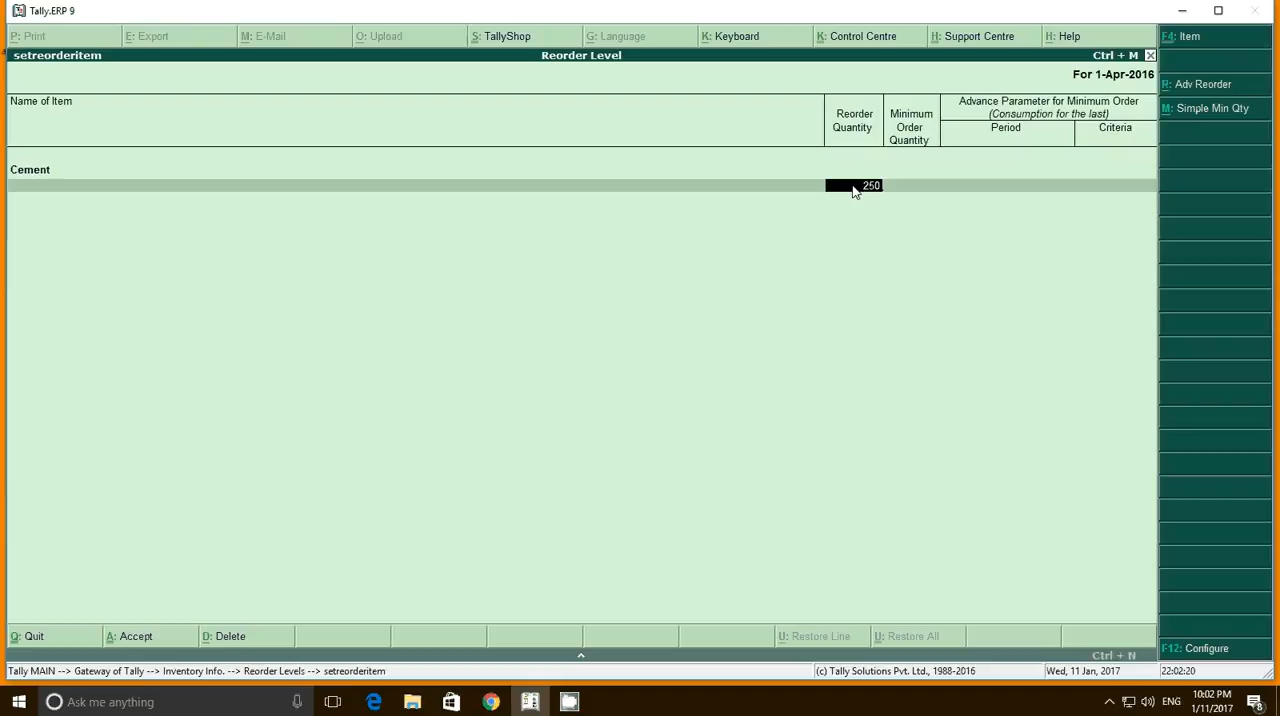 Tally.ERP 9
P: Print E: Export M: E-Mail O: Upload S: TallyShop G: Language K: Keyboard K: Control Centre H: Support Centre H: Help F4: Item
setreorderitem Reorder Level Ctrl + M
For 1-Apr-2016
R: Adv Reorder
M: Simple Min Qty
Name of Item
Reorder Quantity
Minimum Order Quantity
Advance Parameter for Minimum Order
(Consumption for the last)
Period Criteria
Cement
250
Q: Quit A: Accept D: Delete U: Restore Line U: Restore All F12: Configure
Ctrl + N
Tally MAIN --> Gateway of Tally --> Inventory Info. --> Reorder Levels --> setreorderitem (c) Tally Solutions Pvt. Ltd., 1988-2016 Wed, 11 Jan, 2017 22:02:20
Ask me anything ENG 10:02 PM
1/11/2017 8